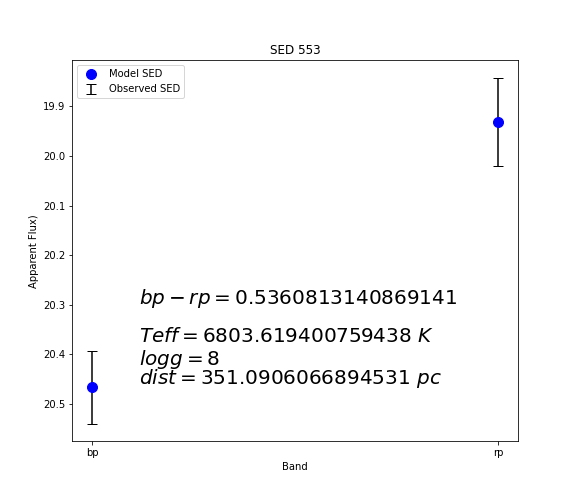 SED 553
Model SED
Observed SED
Apparent Flux)
19.9
20.0
20.1
20.2
20.3
20.4
20.5
bp − rp = 0.5360813140869141
Teff = 6803.619400759438 K
logg = 8
dist = 351.0906066894531 pc
bp rp
Band